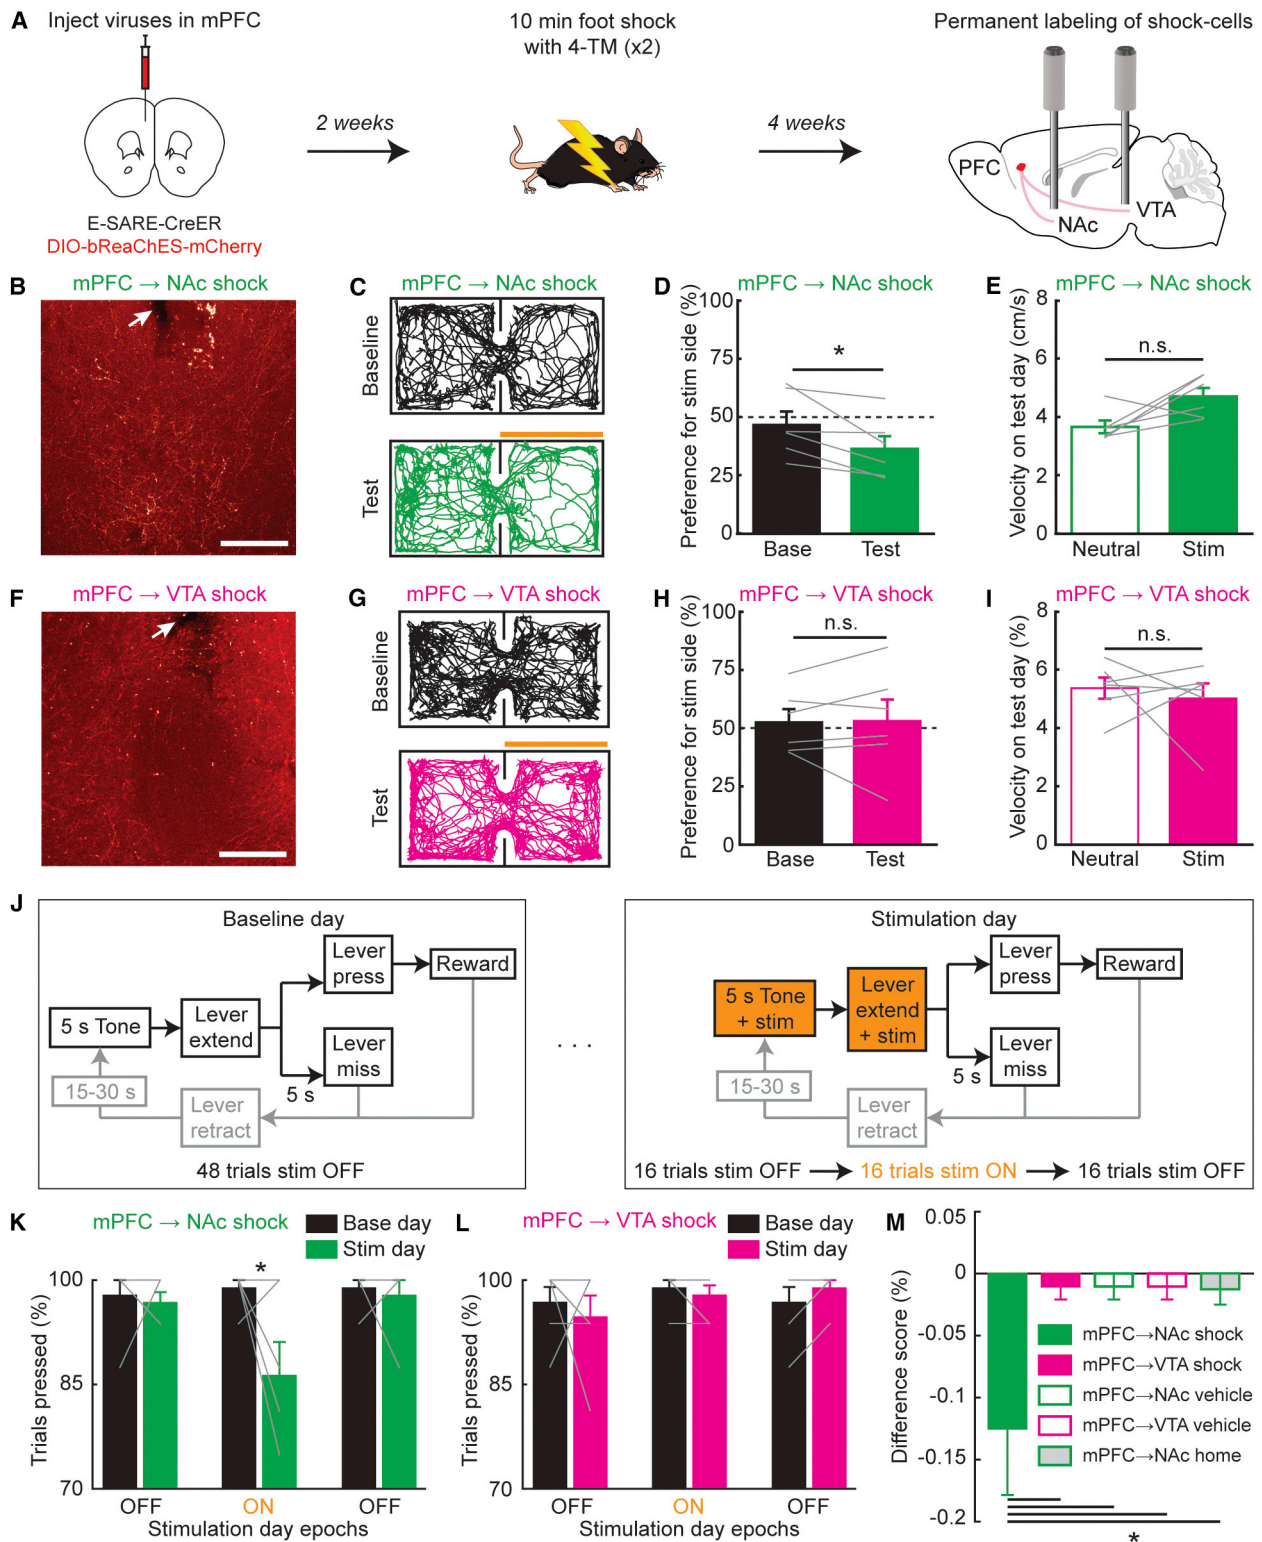 A
Inject viruses in mPFC
E-SARE-CreER
DIO-bReaChES-mCherry
2 weeks
10 min foot shock
with 4-TM (x2)
4 weeks
Permanent labeling of shock-cells
PFC
NAc
VTA
B
mPFC → NAc shock
C
mPFC → NAc shock
Baseline
Test
D
mPFC → NAc shock
Preference for stim side (%)
100
75
50
25
0
*
Base
Test
E
mPFC → NAc shock
Velocity on test day (cm/s)
8
6
4
2
0
n.s.
Neutral
Stim
F
mPFC → VTA shock
G
mPFC → VTA shock
Baseline
Test
H
mPFC → VTA shock
Preference for stim side (%)
100
75
50
25
0
n.s.
Base
Test
I
mPFC → VTA shock
Velocity on test day (%)
8
6
4
2
0
n.s.
Neutral
Stim
J
Baseline day
5 s Tone
Lever
extend
Lever
press
Reward
Lever
miss
5 s
15-30 s
Lever
retract
48 trials stim OFF
. . .
Stimulation day
5 s Tone
+ stim
Lever
extend
+ stim
Lever
press
Reward
Lever
miss
5 s
15-30 s
Lever
retract
16 trials stim OFF → 16 trials stim ON → 16 trials stim OFF
K
mPFC → NAc shock
Base day
Stim day
Trials pressed (%)
100
85
70
*
OFF
ON
OFF
Stimulation day epochs
L
mPFC → VTA shock
Base day
Stim day
Trials pressed (%)
100
85
70
OFF
ON
OFF
Stimulation day epochs
M
Difference score (%)
0.05
0
-0.05
-0.1
-0.15
-0.2
mPFC→NAc shock
mPFC→VTA shock
mPFC→NAc vehicle
mPFC→VTA vehicle
mPFC→NAc home
*